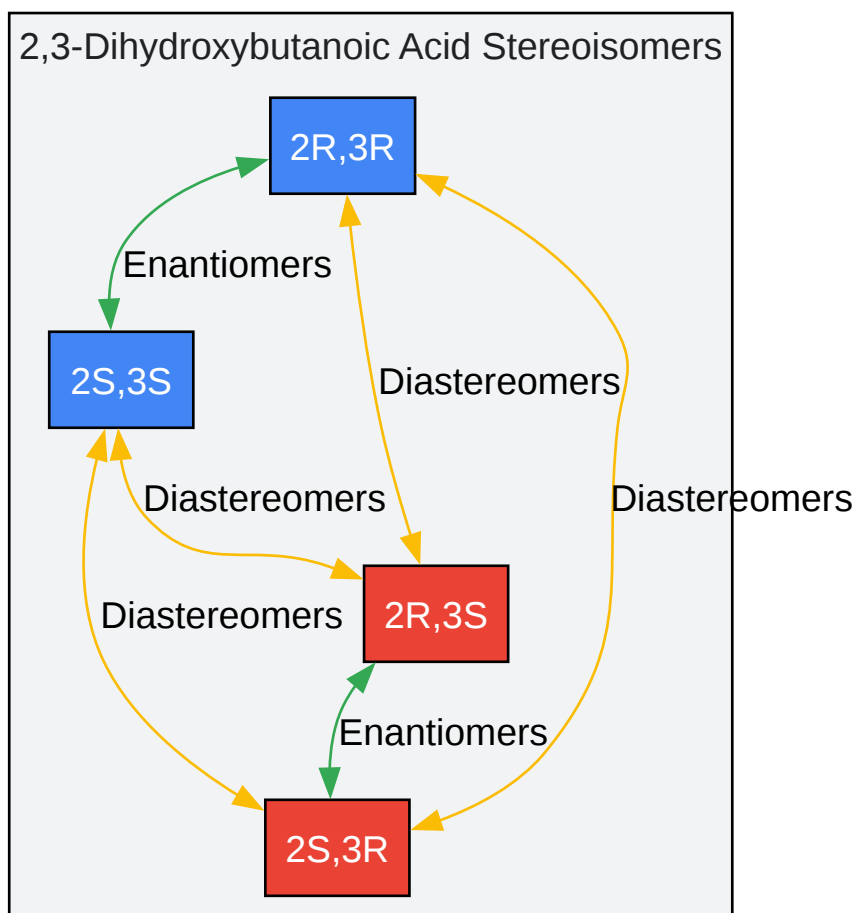 2,3-Dihydroxybutanoic Acid Stereoisomers
2R,3R
Enantiomers
2S,3S
Diastereomers
Diastereomers
Diastereomers
2R,3S
Diastereomers
Enantiomers
2S,3R